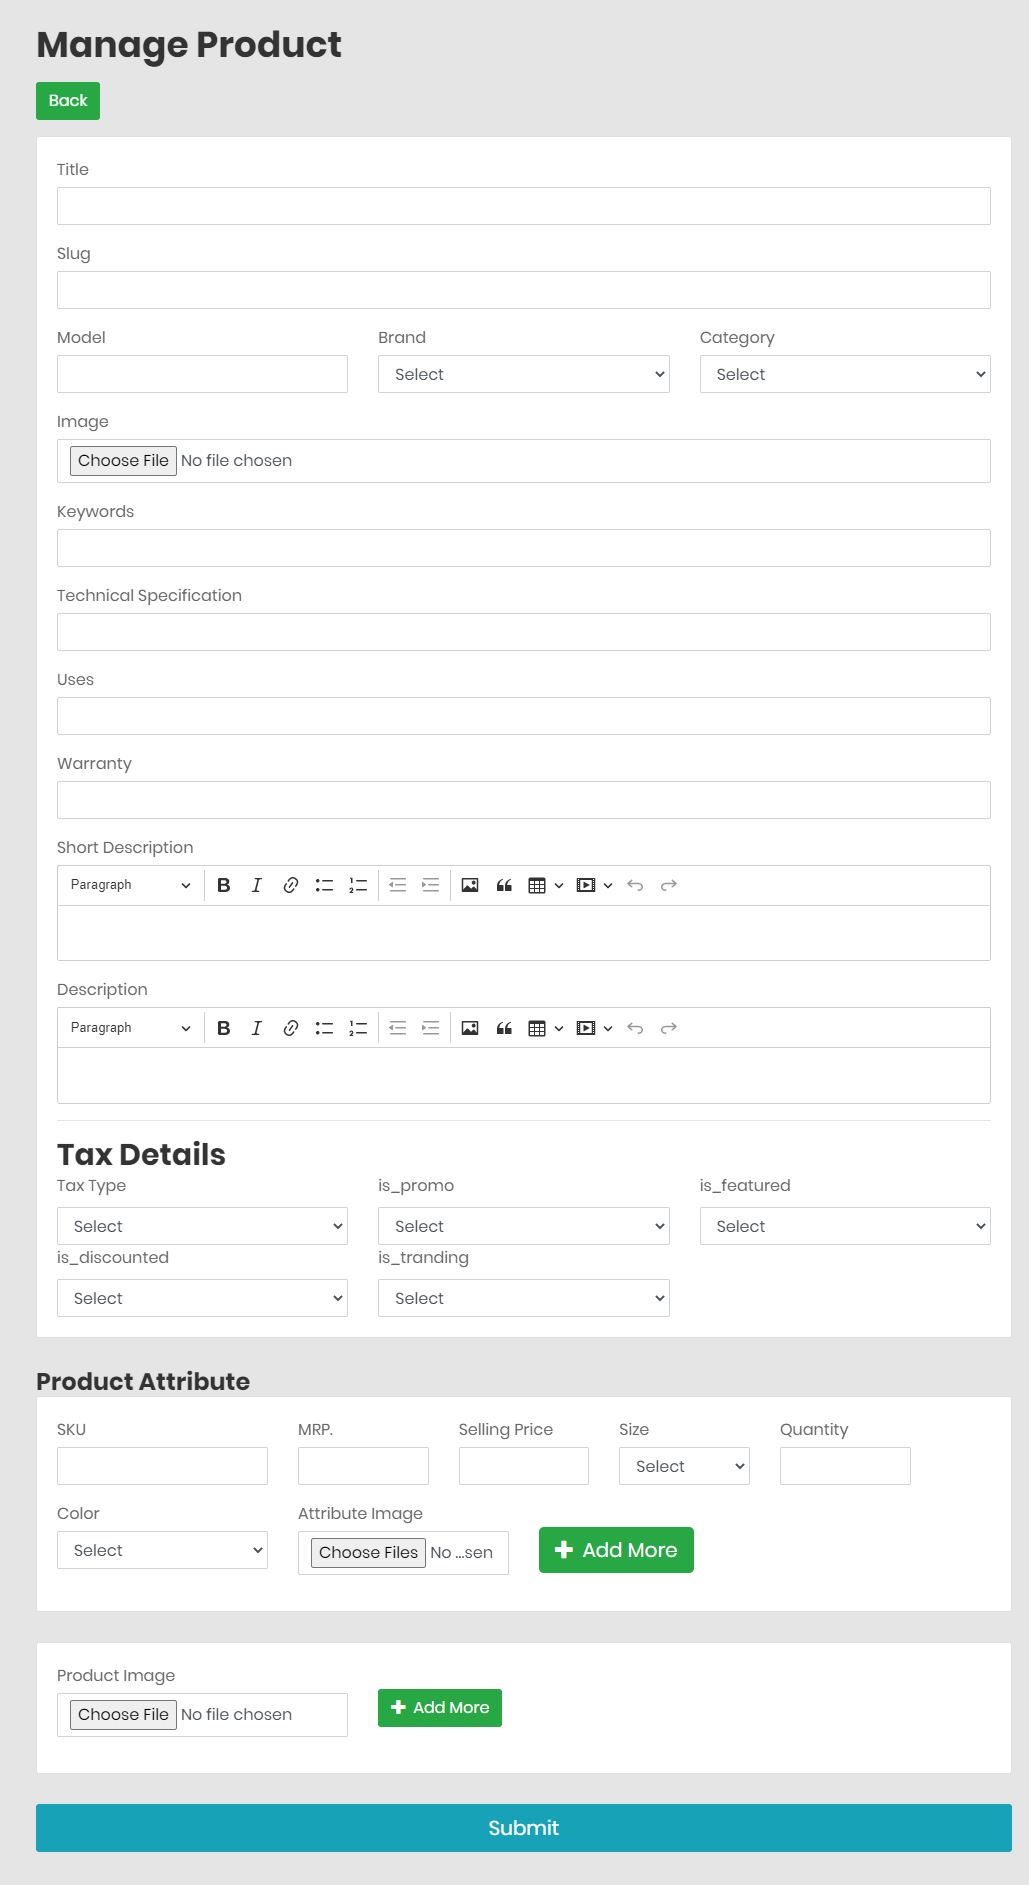 Manage Product
Back
Title
Slug
Model Brand Category
Select Select
Image
Choose File No file chosen
Keywords
Technical Specification
Uses
Warranty
Short Description
Paragraph
Description
Paragraph
Tax Details
Tax Type is_promo is_featured
Select Select Select
is_discounted is_tranding
Select Select
Product Attribute
SKU MRP. Selling Price Size Quantity
Select
Color Attribute Image
Select Choose Files No ...sen Add More
Product Image
Choose File No file chosen Add More
Submit